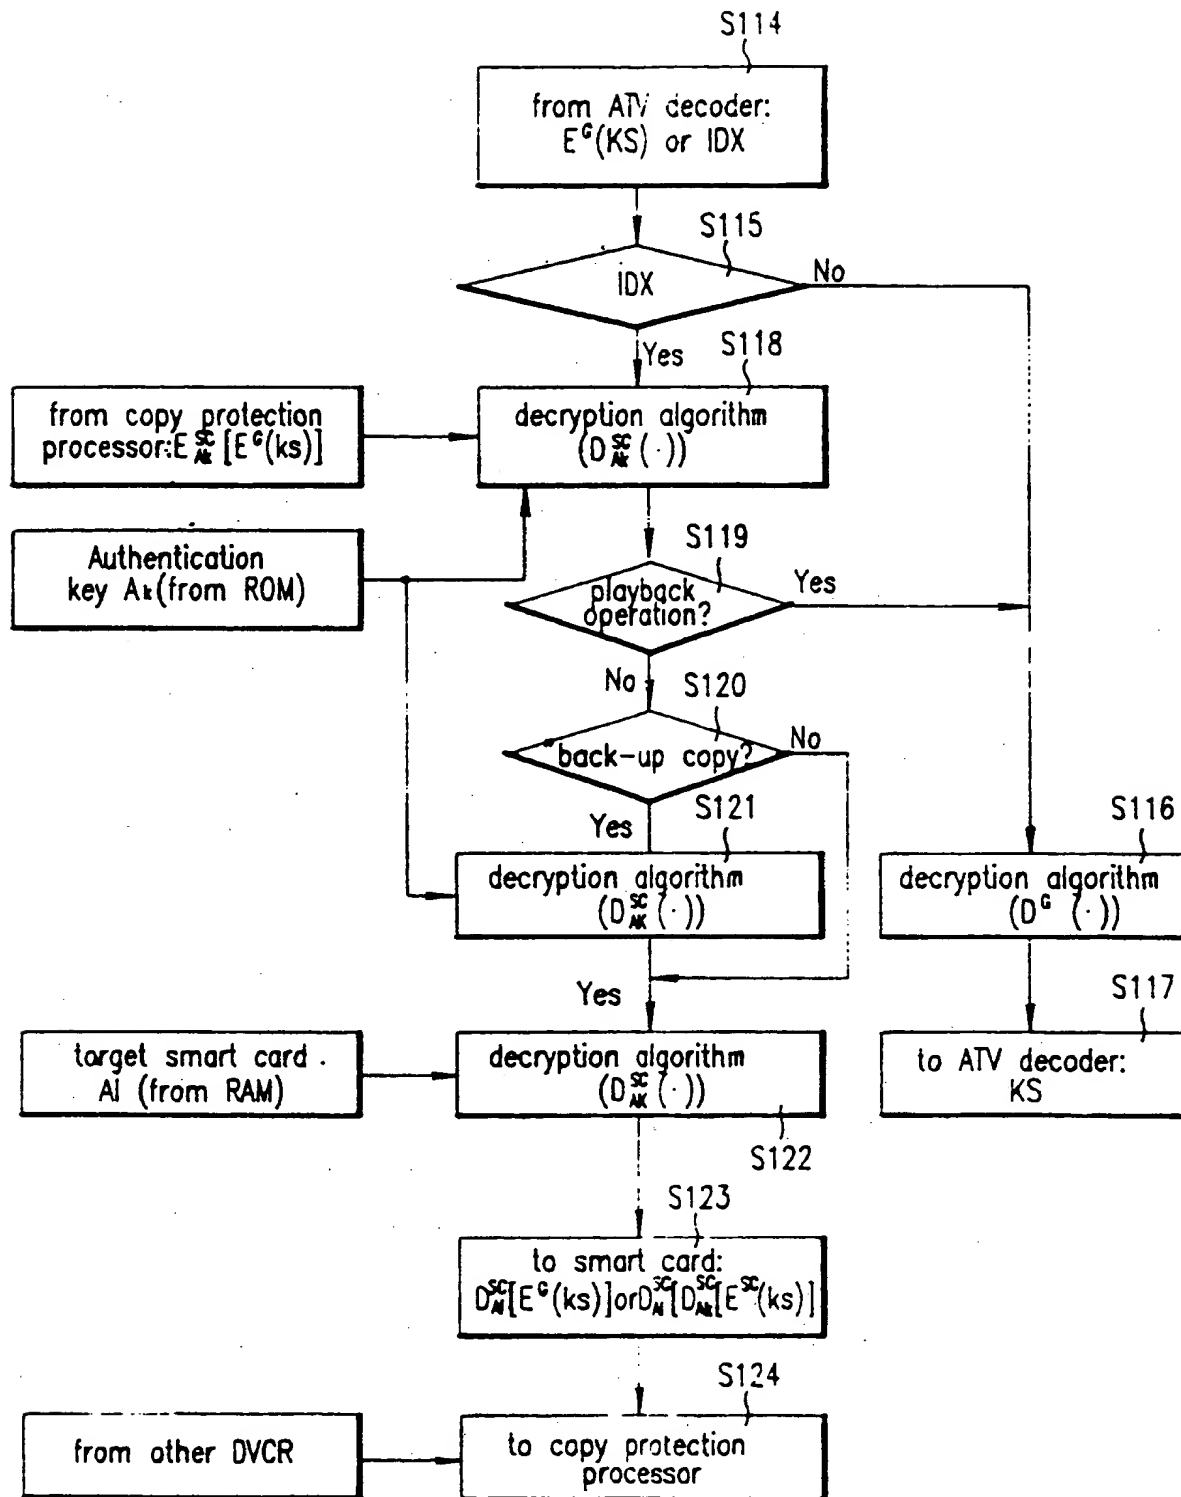 S114
from ATV decoder:
E^G(KS) or IDX
S115
IDX
No
Yes
S118
from copy protection
processor:E^SC_Ak[E^G(ks)]
decryption algorithm
(D^SC_Ak(·))
Authentication
key Ak(from ROM)
S119
playback
operation?
Yes
No
S120
back-up copy?
No
Yes
S121
decryption algorithm
(D^SC_AK(·))
S116
decryption algorithm
(D^G(·))
Yes
S117
target smart card
AI (from RAM)
decryption algorithm
(D^SC_AK(·))
to ATV decoder:
KS
S122
S123
to smart card:
D^SC_AI[E^G(ks)]orD^SC_AI[D^SC_Ak[E^SC(ks)]
S124
from other DVCR
to copy protection
processor